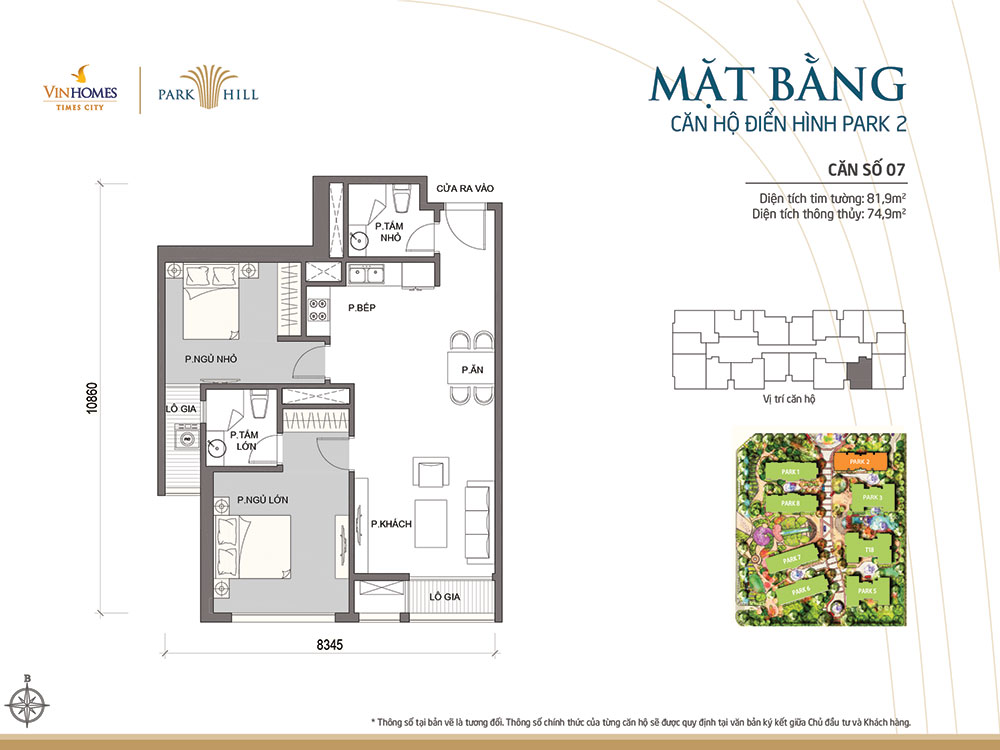 VINHOMES
TIMES CITY
PARK HILL
MẶT BẰNG
CĂN HỘ ĐIỂN HÌNH PARK 2
CĂN SỐ 07
Diện tích tim tường: 81,9m²
Diện tích thông thủy: 74,9m²
CỬA RA VÀO
P.TẮM
NHỎ
P.BẾP
P.NGỦ NHỎ
P.ĂN
LÔ GIA
P.TẮM
LỚN
P.NGỦ LỚN
P.KHÁCH
LÔ GIA
10860
8345
Vị trí căn hộ
PARK 1
PARK 2
PARK 8
PARK 3
PARK 7
T18
PARK 6
PARK 5
B
* Thông số tại bản vẽ là tương đối. Thông số chính thức của từng căn hộ sẽ được quy định tại văn bản ký kết giữa Chủ đầu tư và Khách hàng.